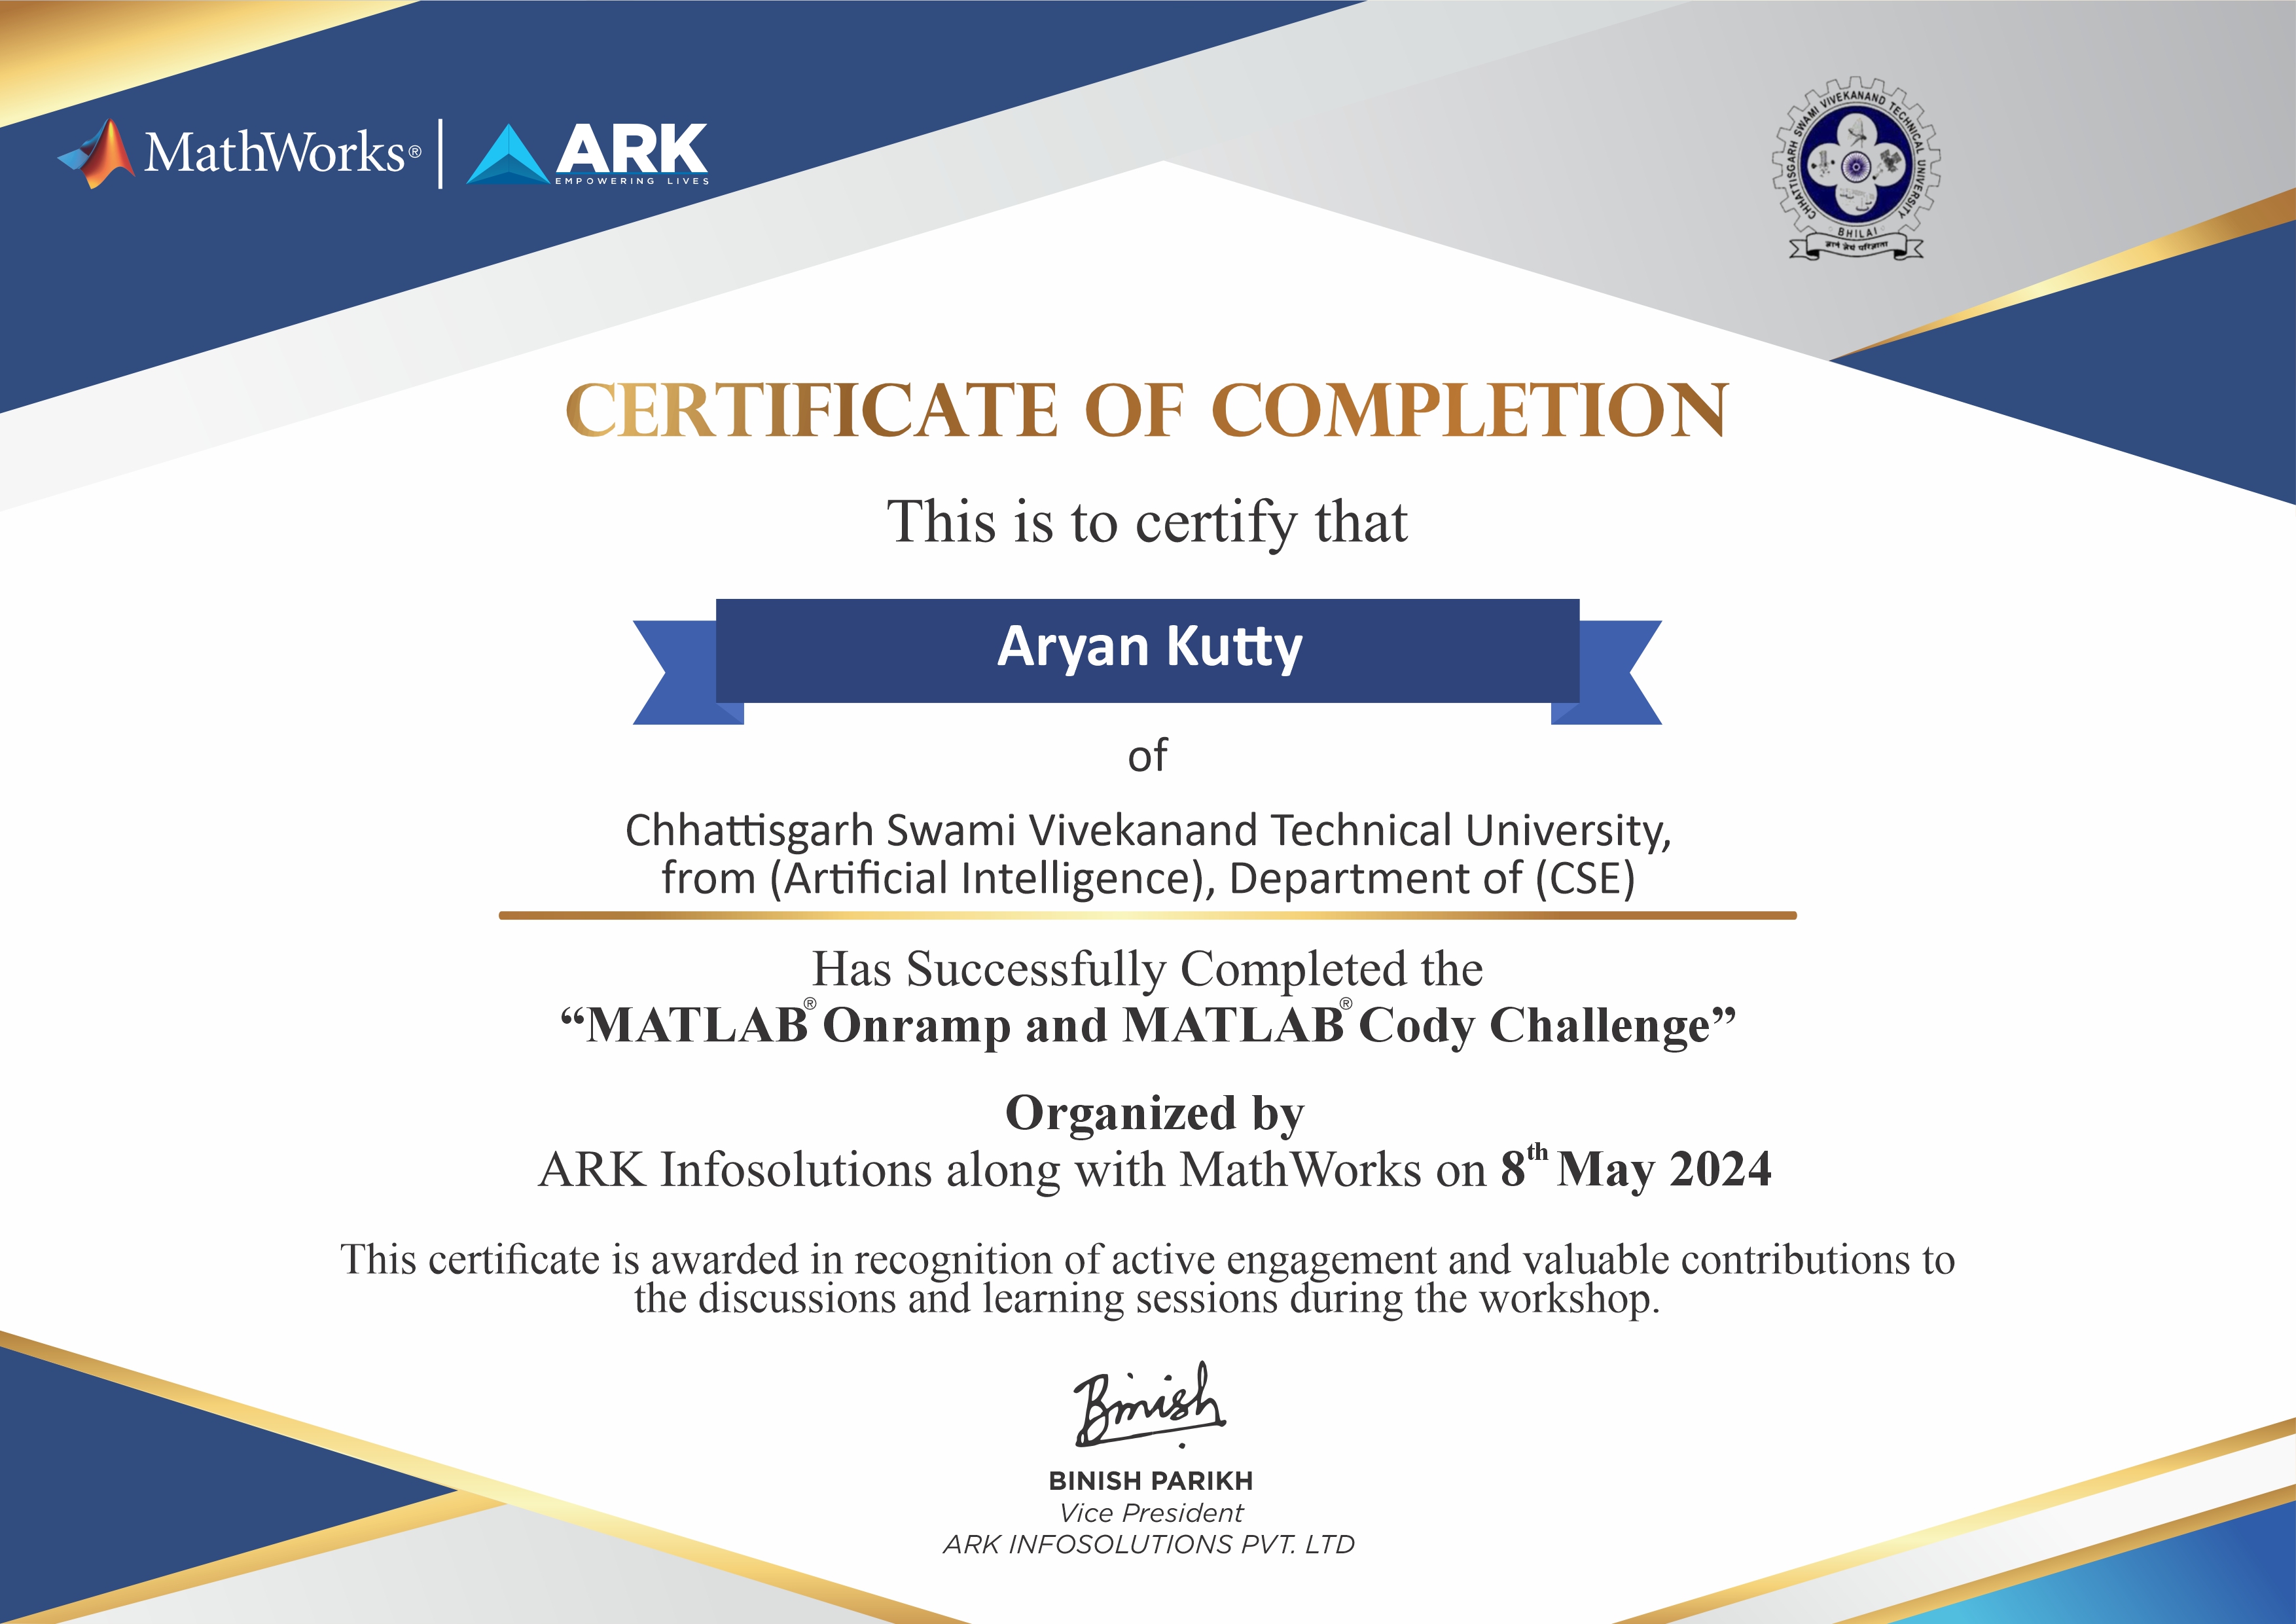 MathWorks®
ARK
EMPOWERING LIVES
CHHATTISGARH SWAMI VIVEKANAND TECHNICAL UNIVERSITY
BHILAI
CERTIFICATE OF COMPLETION
This is to certify that
Aryan Kutty
of
Chhattisgarh Swami Vivekanand Technical University,
from (Artificial Intelligence), Department of (CSE)
Has Successfully Completed the
“MATLAB® Onramp and MATLAB® Cody Challenge”
Organized by
ARK Infosolutions along with MathWorks on 8th May 2024
This certificate is awarded in recognition of active engagement and valuable contributions to
the discussions and learning sessions during the workshop.
Binish
BINISH PARIKH
Vice President
ARK INFOSOLUTIONS PVT. LTD